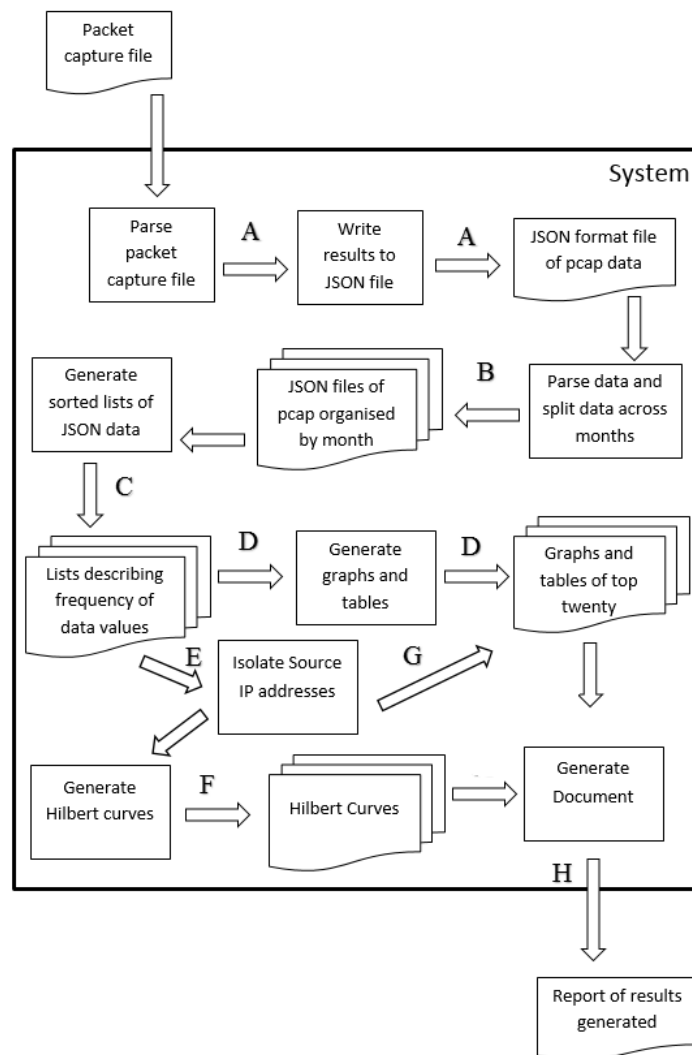 Packet
capture file
System
Parse
packet
capture file
A
Write
results to
JSON file
A
JSON format file
of pcap data
Generate
sorted lists of
JSON data
JSON files of
pcap organised
by month
B
Parse data and
split data across
months
C
Lists describing
frequency of
data values
D
Generate
graphs and
tables
D
Graphs and
tables of top
twenty
E
Isolate Source
IP addresses
G
Generate
Hilbert curves
F
Hilbert Curves
Generate
Document
H
Report of results
generated